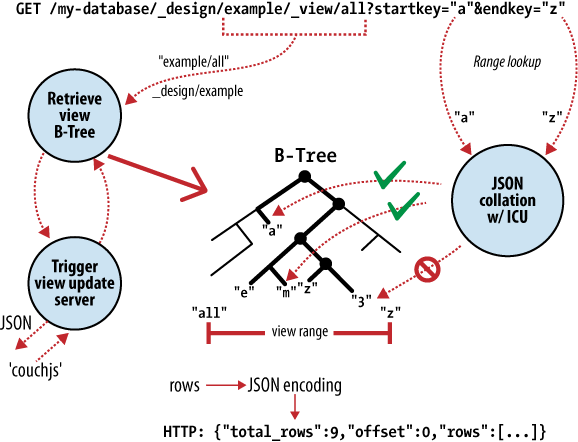 GET /my-database/_design/example/_view/all?startkey="a"&endkey="z"
"example/all"
_design/example
Range lookup
Retrieve
view
B-Tree
"a"
"z"
B-Tree
JSON
collation
w/ ICU
"a"
Trigger
view update
server
"e"
"m"
"z"
"3"
JSON
'couchjs'
"all"
"z"
view range
rows
JSON encoding
HTTP: {"total_rows":9,"offset":0,"rows":[...]}